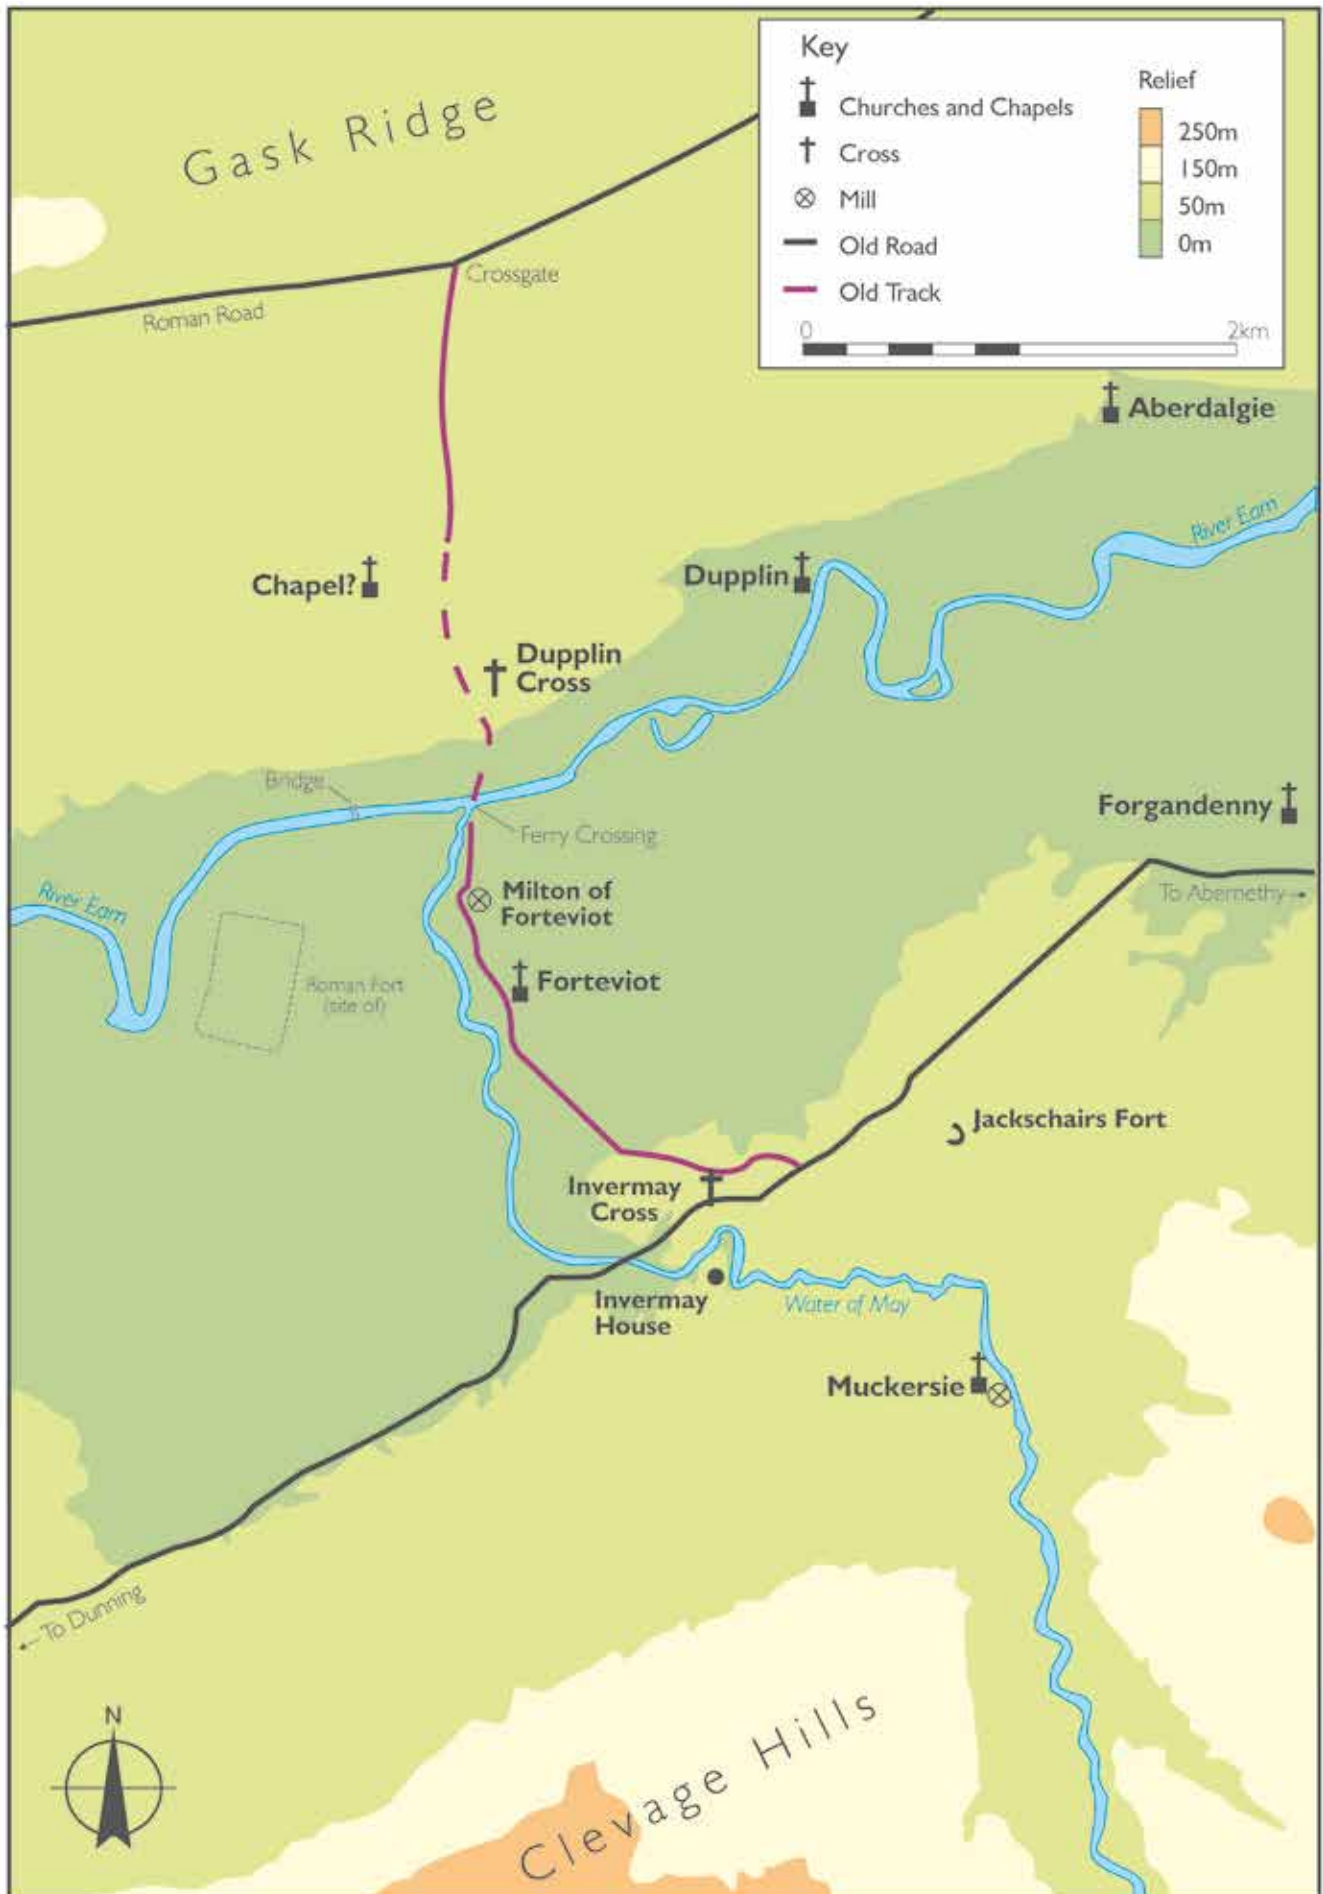 Gask Ridge
Key
Churches and Chapels
Cross
Mill
Old Road
Old Track
Relief
250m
150m
50m
0m
0
2km
Crossgate
Roman Road
Aberdalgie
River Earn
Chapel?
Dupplin
Dupplin
Cross
Bridge
Ferry Crossing
Forgandenny
To Abernethy
River Earn
Milton of
Forteviot
Roman Fort
(site of)
Forteviot
Jackschairs Fort
Invermay
Cross
Invermay
House
Water of May
Muckersie
To Dunning
N
Clevage Hills